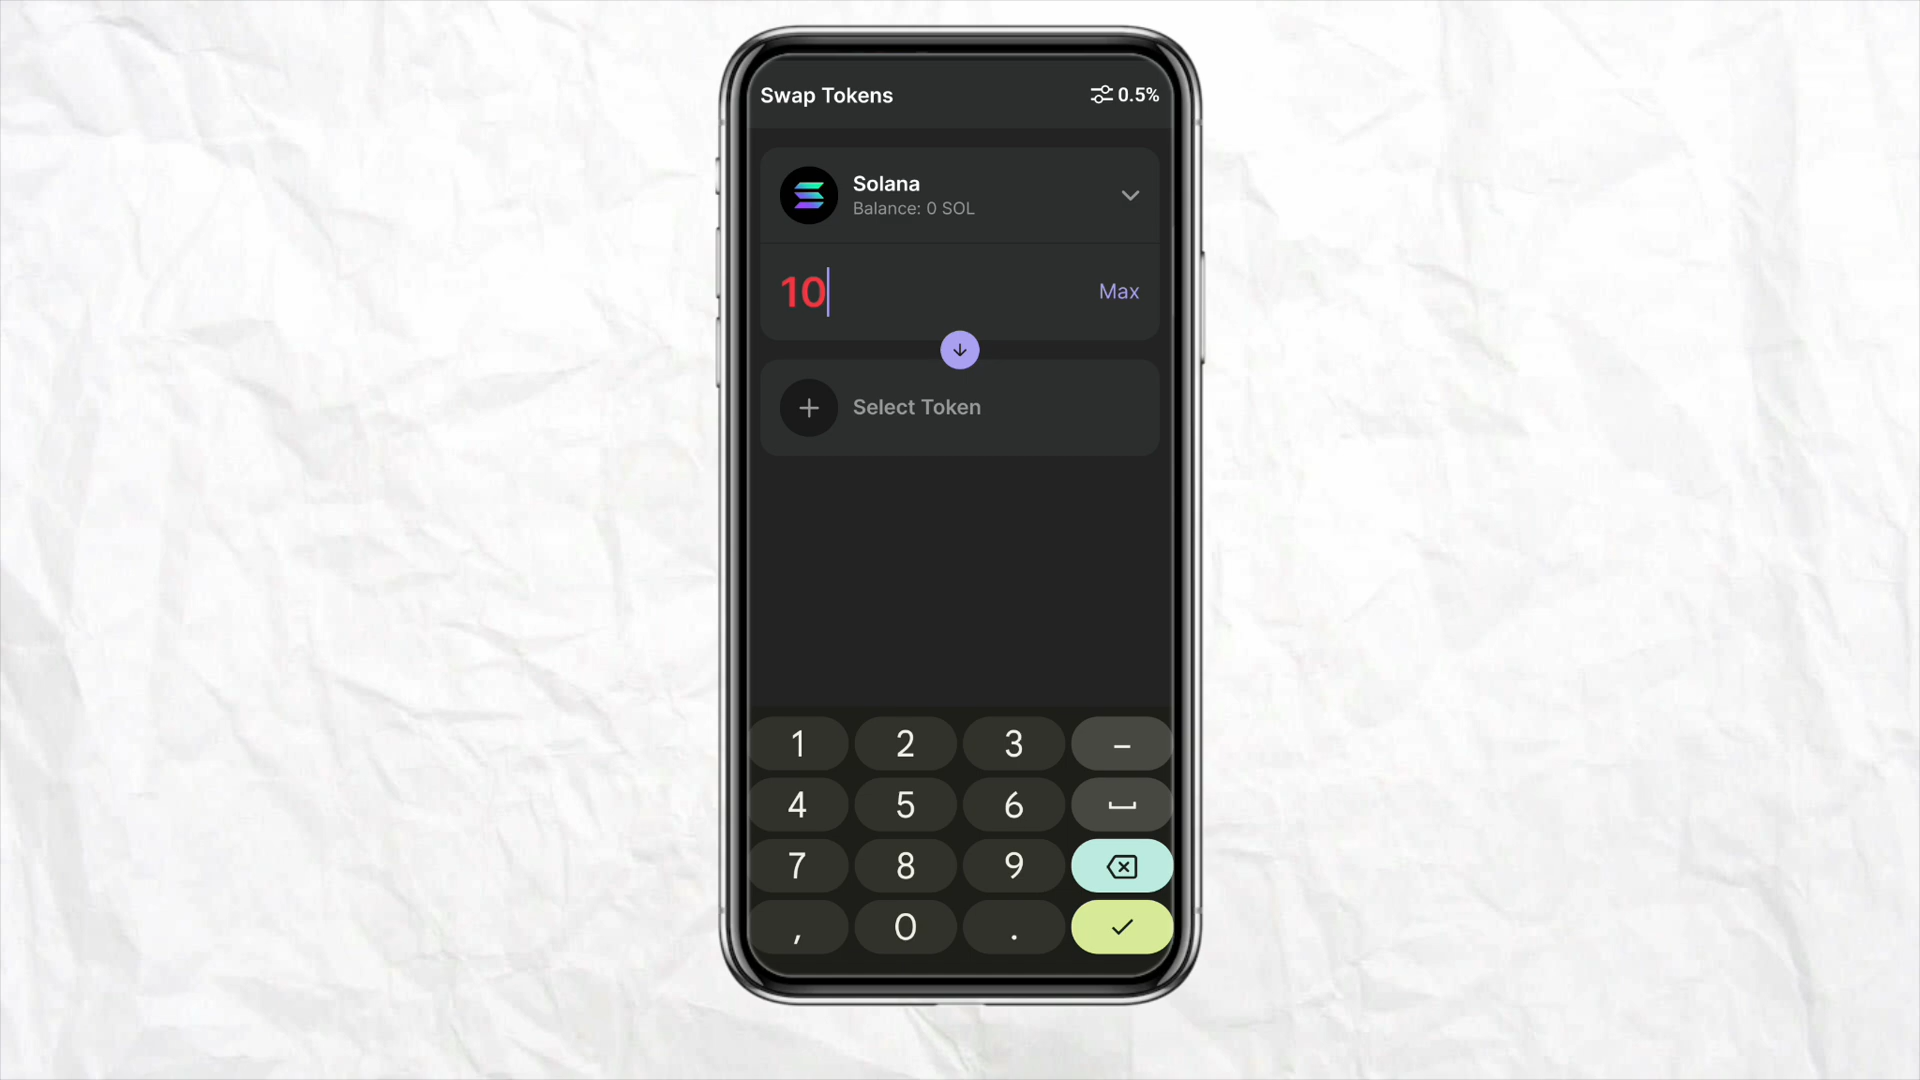 Swap Tokens
0.5%
Solana
Balance: 0 SOL
10
Max
Select Token
1 2 3 –
4 5 6
7 8 9
, 0 .